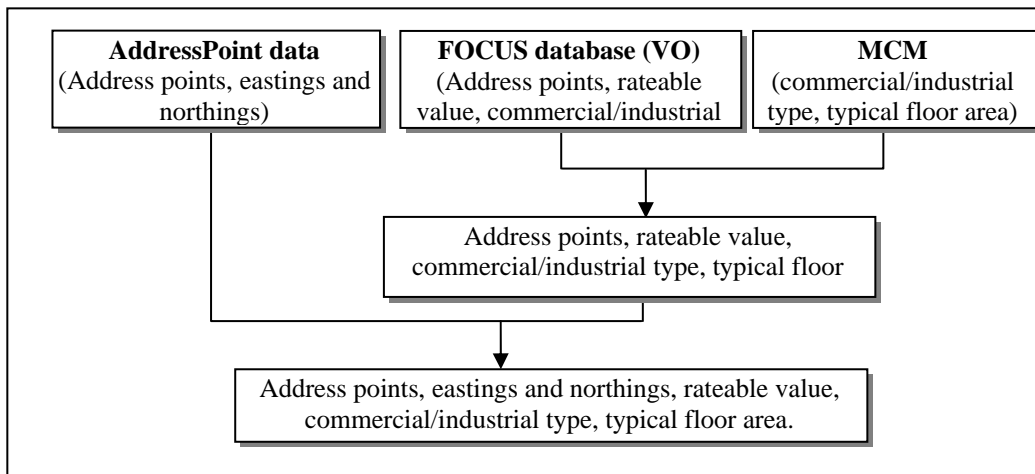 AddressPoint data
(Address points, eastings and
northings)
FOCUS database (VO)
(Address points, rateable
value, commercial/industrial
MCM
(commercial/industrial
type, typical floor area)
Address points, rateable value,
commercial/industrial type, typical floor
Address points, eastings and northings, rateable value,
commercial/industrial type, typical floor area.